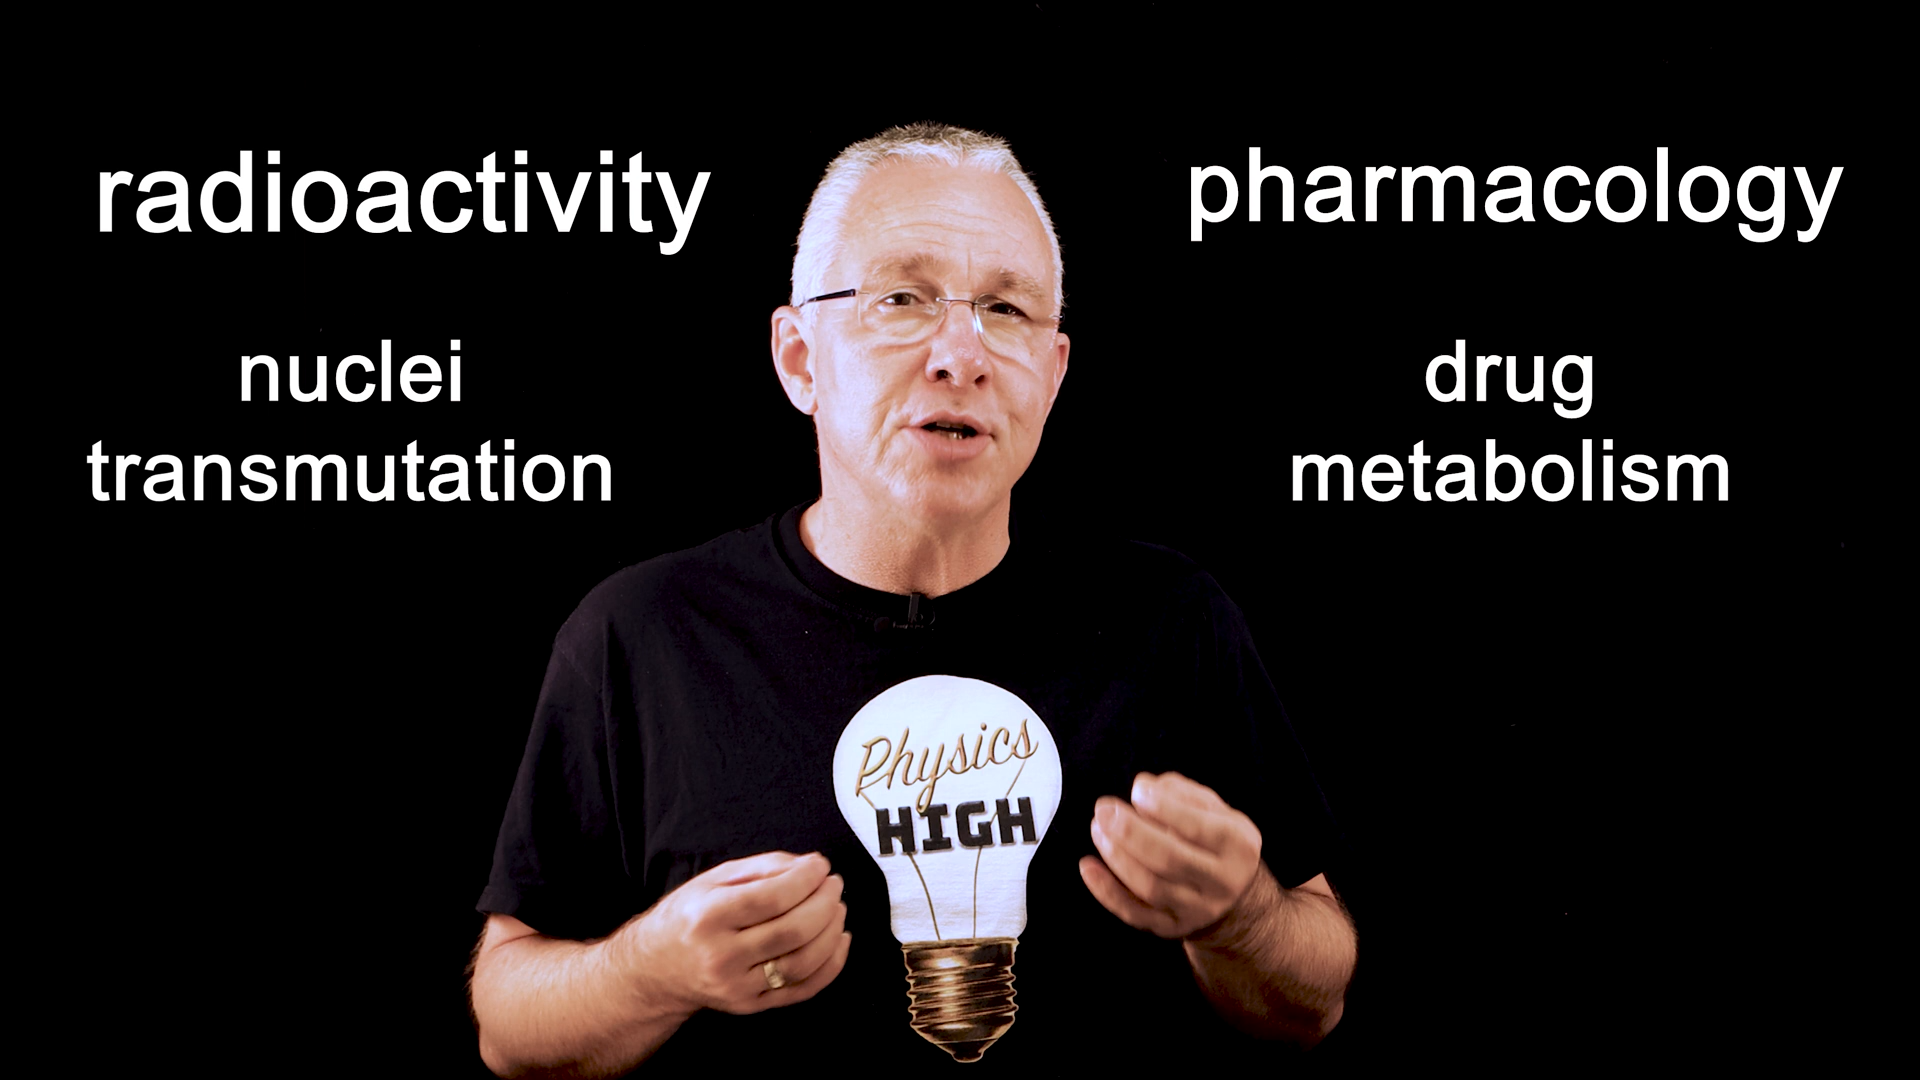 radioactivity
nuclei
transmutation
pharmacology
drug
metabolism
Physics
HIGH